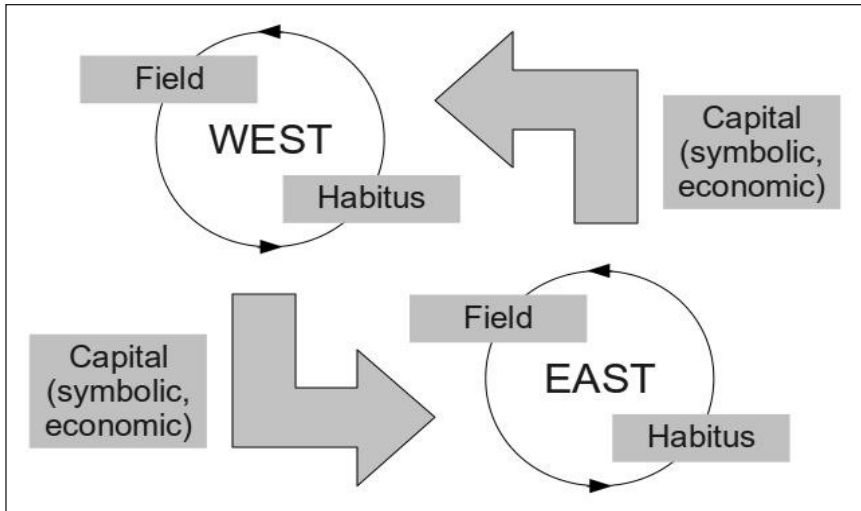 Field
WEST
Habitus
Capital
(symbolic,
economic)
Capital
(symbolic,
economic)
Field
EAST
Habitus